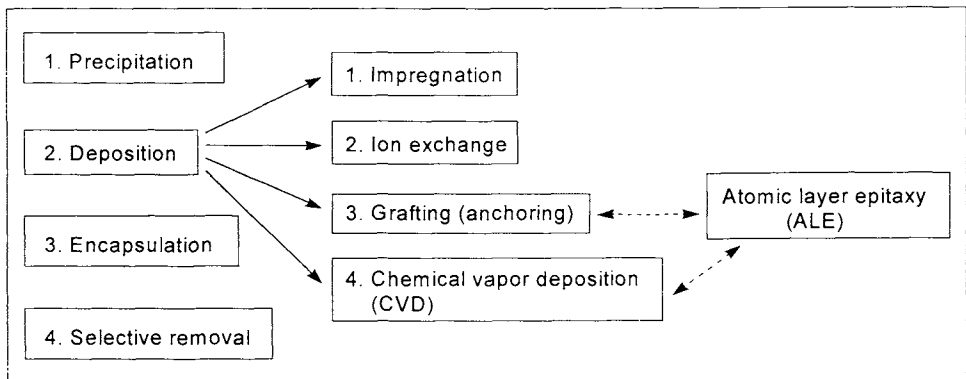 1. Precipitation
2. Deposition
3. Encapsulation
4. Selective removal
1. Impregnation
2. Ion exchange
3. Grafting (anchoring)
4. Chemical vapor deposition
(CVD)
Atomic layer epitaxy
(ALE)